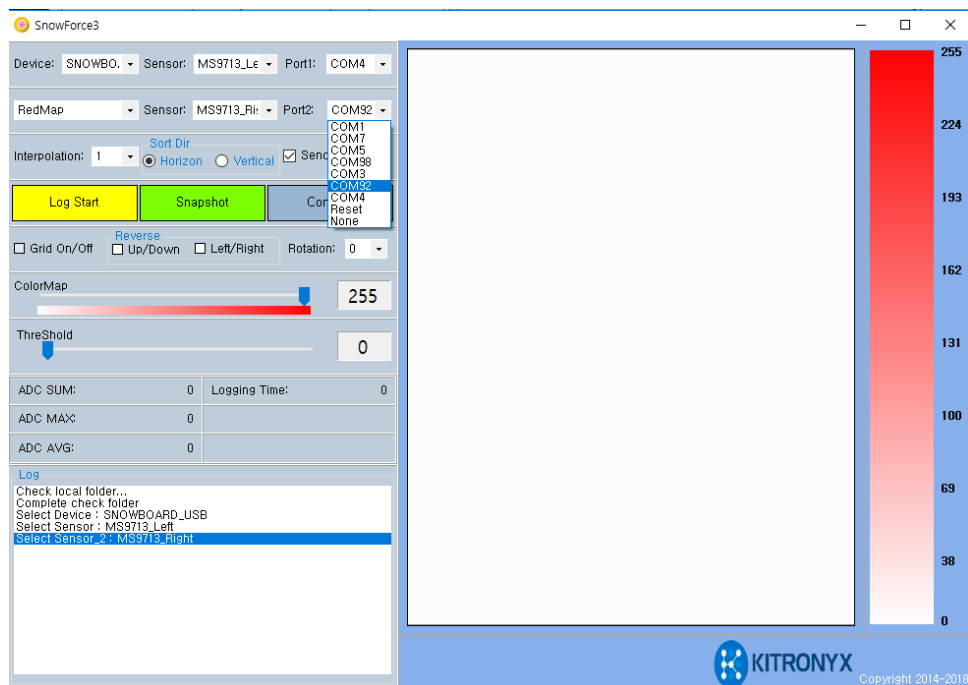 SnowForce3
Device: SNOWBO. Sensor: MS9713_Le Port1: COM4
RedMap Sensor: MS9713_Ri: Port2: COM92
COM1
COM7
COM5
COM98
COM3
COM92
COM4
Reset
None
Sort Dir
Interpolation: 1 Horizon Vertical Send
Log Start Snapshot Con
Reverse
Grid On/Off Up/Down Left/Right Rotation: 0
ColorMap
255
ThreShold
0
ADC SUM: 0 Logging Time: 0
ADC MAX: 0
ADC AVG: 0
Log
Check local folder...
Complete check folder
Select Device : SNOWBOARD_USB
Select Sensor : MS9713_Left
Select Sensor_2 : MS9713_Right
255
224
193
162
131
100
69
38
0
KITRONYX
Copyright 2014-2018